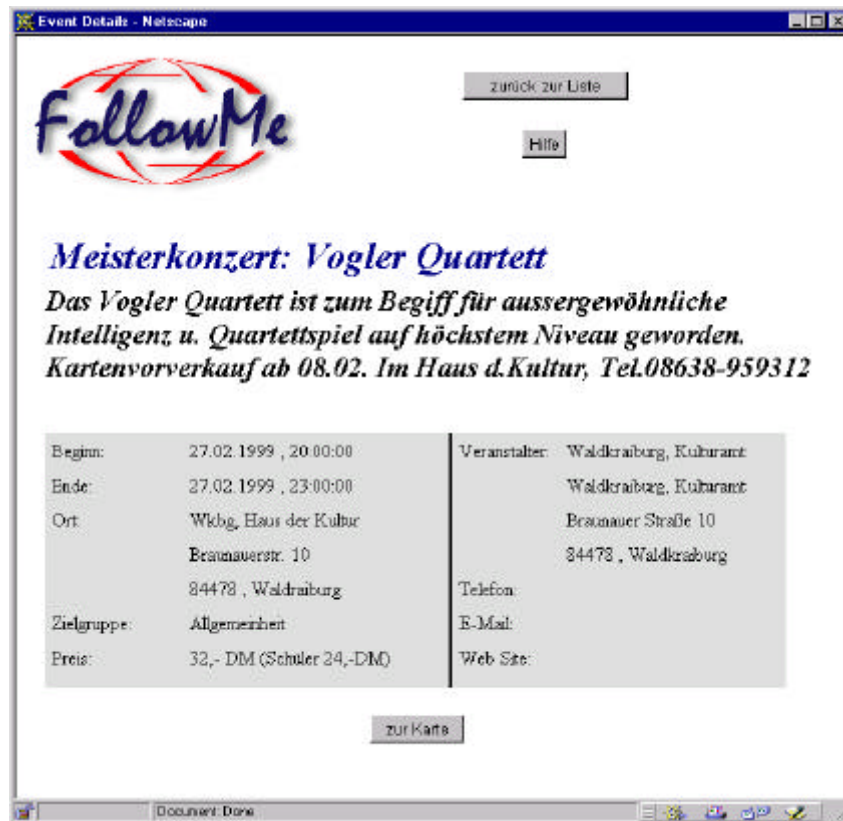 Event Details - Netscape
FollowMe
zurück zur Liste
Hilfe
Meisterkonzert: Vogler Quartett
Das Vogler Quartett ist zum Begiff für aussergewöhnliche
Intelligenz u. Quartettspiel auf höchstem Niveau geworden.
Kartenvorverkauf ab 08.02. Im Haus d.Kultur, Tel.08638-959312
Beginn: 27.02.1999 , 20:00:00
Ende: 27.02.1999 , 23:00:00
Ort: Wkbg, Haus der Kultur
Braunauerstr. 10
84478 , Waldraiburg
Zielgruppe: Allgemeinheit
Preis: 32,- DM (Schüler 24,-DM)
Veranstalter: Waldkraiburg, Kulturamt
Waldkraiburg, Kulturamt
Braunauer Straße 10
84478 , Waldkraiburg
Telefon:
E-Mail:
Web Site:
zur Karte
Document: Done